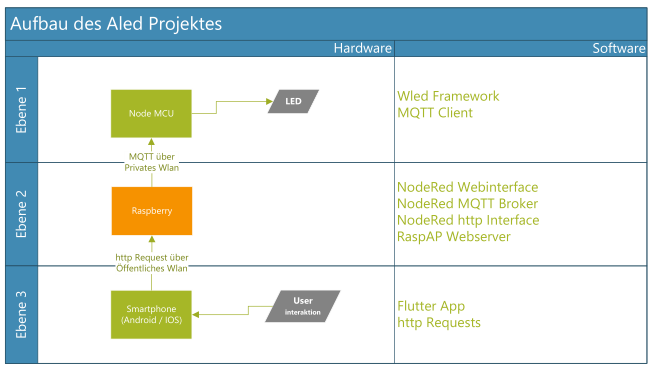 Aufbau des Aled Projektes
Hardware
Software
Ebene 1
Node MCU
LED
Wled Framework
MQTT Client
MQTT über
Privates Wlan
Ebene 2
Raspberry
NodeRed Webinterface
NodeRed MQTT Broker
NodeRed http Interface
RaspAP Webserver
http Request über
Öffentliches Wlan
Ebene 3
Smartphone
(Android / IOS)
User
interaktion
Flutter App
http Requests